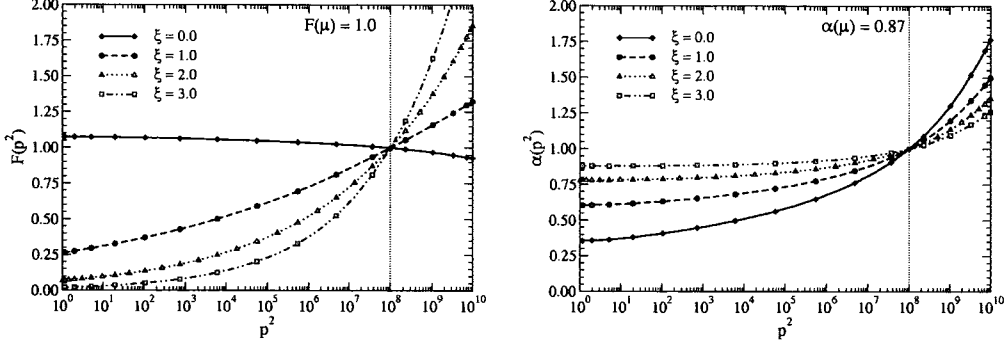 F(μ) = 1.0
ξ = 0.0
ξ = 1.0
ξ = 2.0
ξ = 3.0
2.00
1.75
1.50
1.25
1.00
0.75
0.50
0.25
0.00
F(p²)
10⁰ 10¹ 10² 10³ 10⁴ 10⁵ 10⁶ 10⁷ 10⁸ 10⁹ 10¹⁰
p²
α(μ) = 0.87
ξ = 0.0
ξ = 1.0
ξ = 2.0
ξ = 3.0
2.00
1.75
1.50
1.25
1.00
0.75
0.50
0.25
0.00
α(p²)
10⁰ 10¹ 10² 10³ 10⁴ 10⁵ 10⁶ 10⁷ 10⁸ 10⁹ 10¹⁰
p²